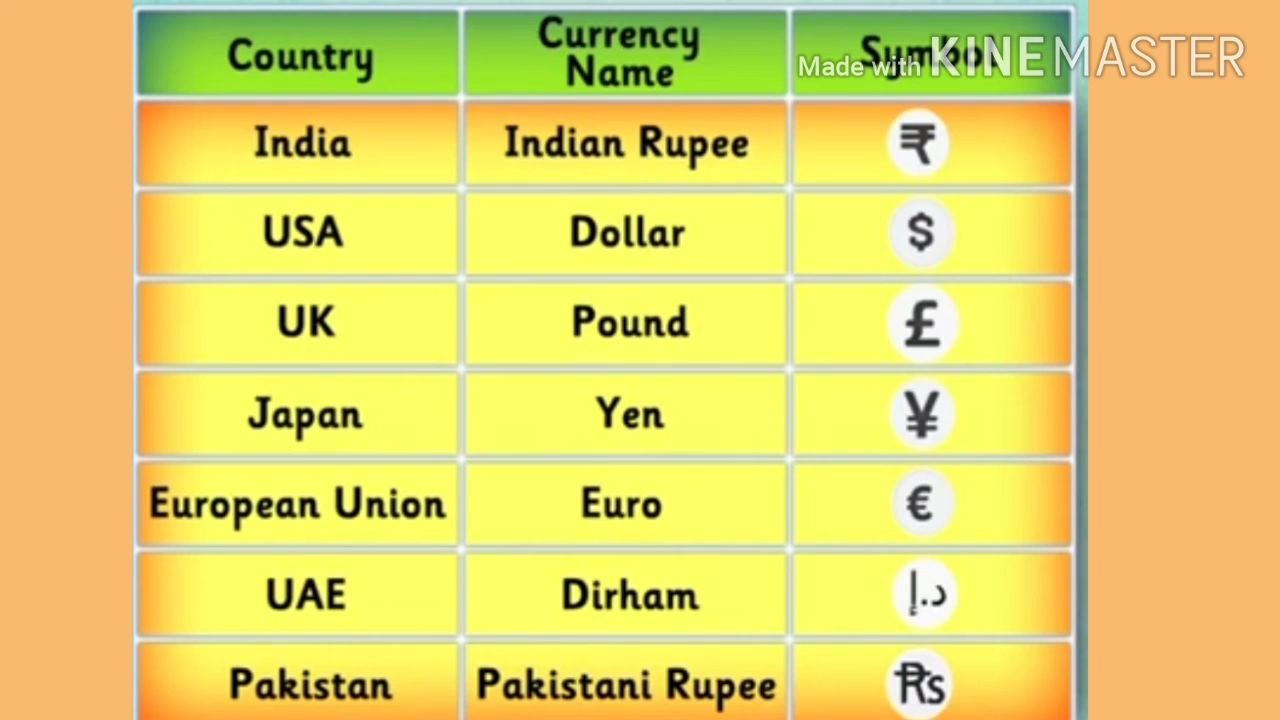 Country Currency Name Symbol
Made with KINEMASTER
India Indian Rupee ₹
USA Dollar $
UK Pound £
Japan Yen ¥
European Union Euro €
UAE Dirham د.إ
Pakistan Pakistani Rupee ₨